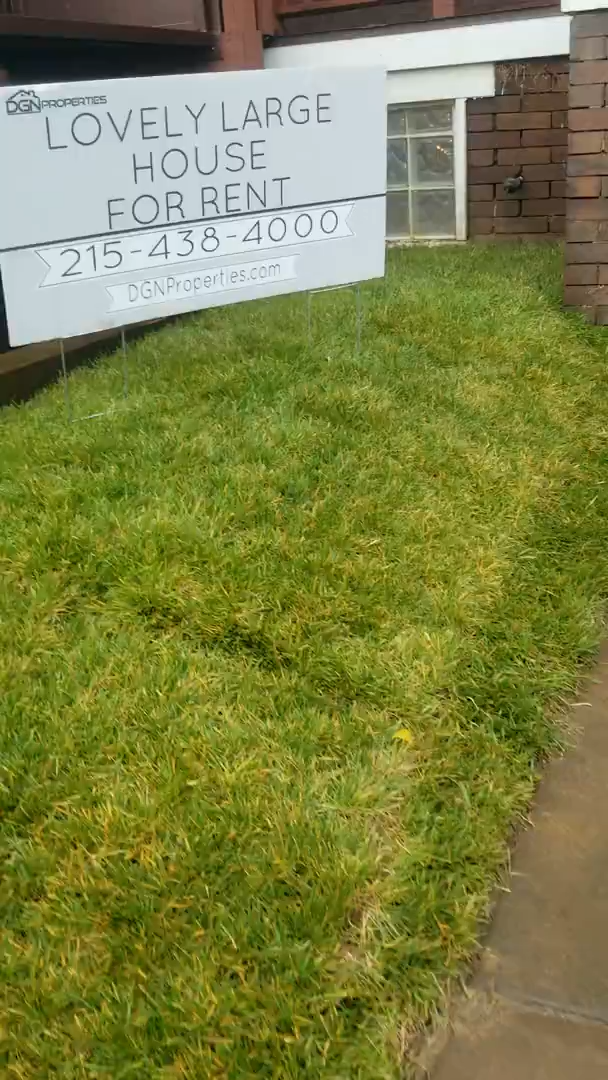 DGN PROPERTIES
LOVELY LARGE
HOUSE
FOR RENT
215-438-4000
DGNProperties.com